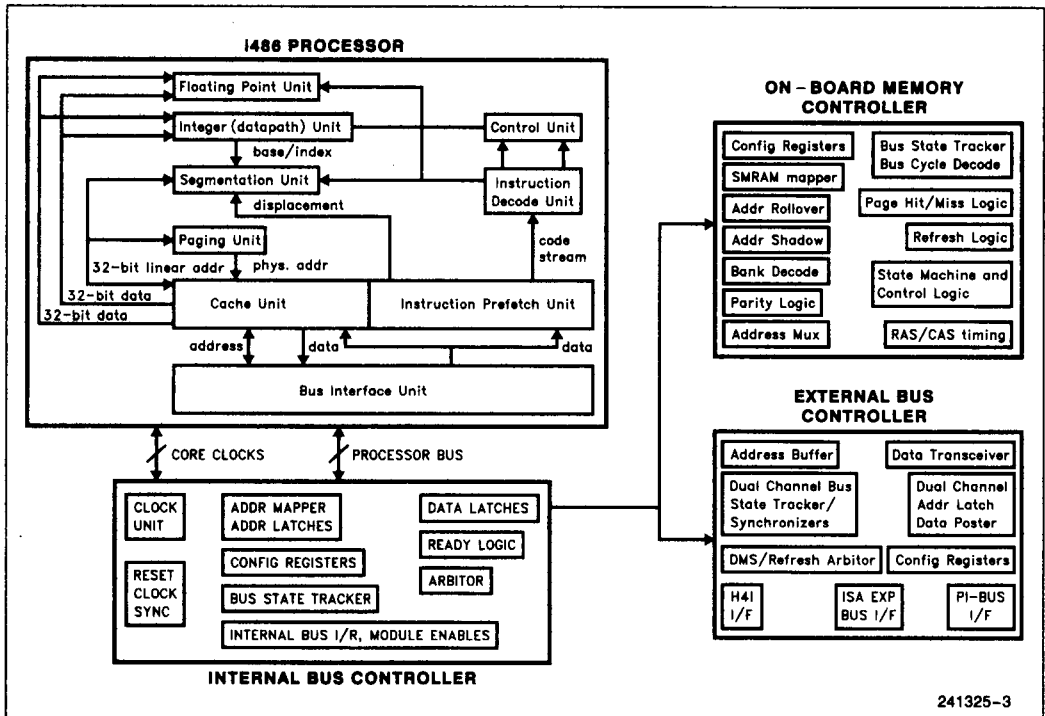 i486 PROCESSOR
Floating Point Unit
Integer (datapath) Unit
Control Unit
base/index
Segmentation Unit
Instruction
Decode Unit
displacement
Paging Unit
code
stream
32-bit linear addr
phys. addr
32-bit data
Cache Unit
Instruction Prefetch Unit
32-bit data
address
data
data
Bus Interface Unit
CORE CLOCKS
PROCESSOR BUS
CLOCK
UNIT
ADDR MAPPER
ADDR LATCHES
DATA LATCHES
READY LOGIC
CONFIG REGISTERS
RESET
CLOCK
SYNC
ARBITOR
BUS STATE TRACKER
INTERNAL BUS I/R, MODULE ENABLES
INTERNAL BUS CONTROLLER
ON-BOARD MEMORY
CONTROLLER
Config Registers
Bus State Tracker
Bus Cycle Decode
SMRAM mapper
Addr Rollover
Page Hit/Miss Logic
Addr Shadow
Refresh Logic
Bank Decode
State Machine and
Control Logic
Parity Logic
Address Mux
RAS/CAS timing
EXTERNAL BUS
CONTROLLER
Address Buffer
Data Transceiver
Dual Channel Bus
State Tracker/
Synchronizers
Dual Channel
Addr Latch
Data Poster
DMS/Refresh Arbitor
Config Registers
H4I
I/F
ISA EXP
BUS I/F
PI-BUS
I/F
241325-3